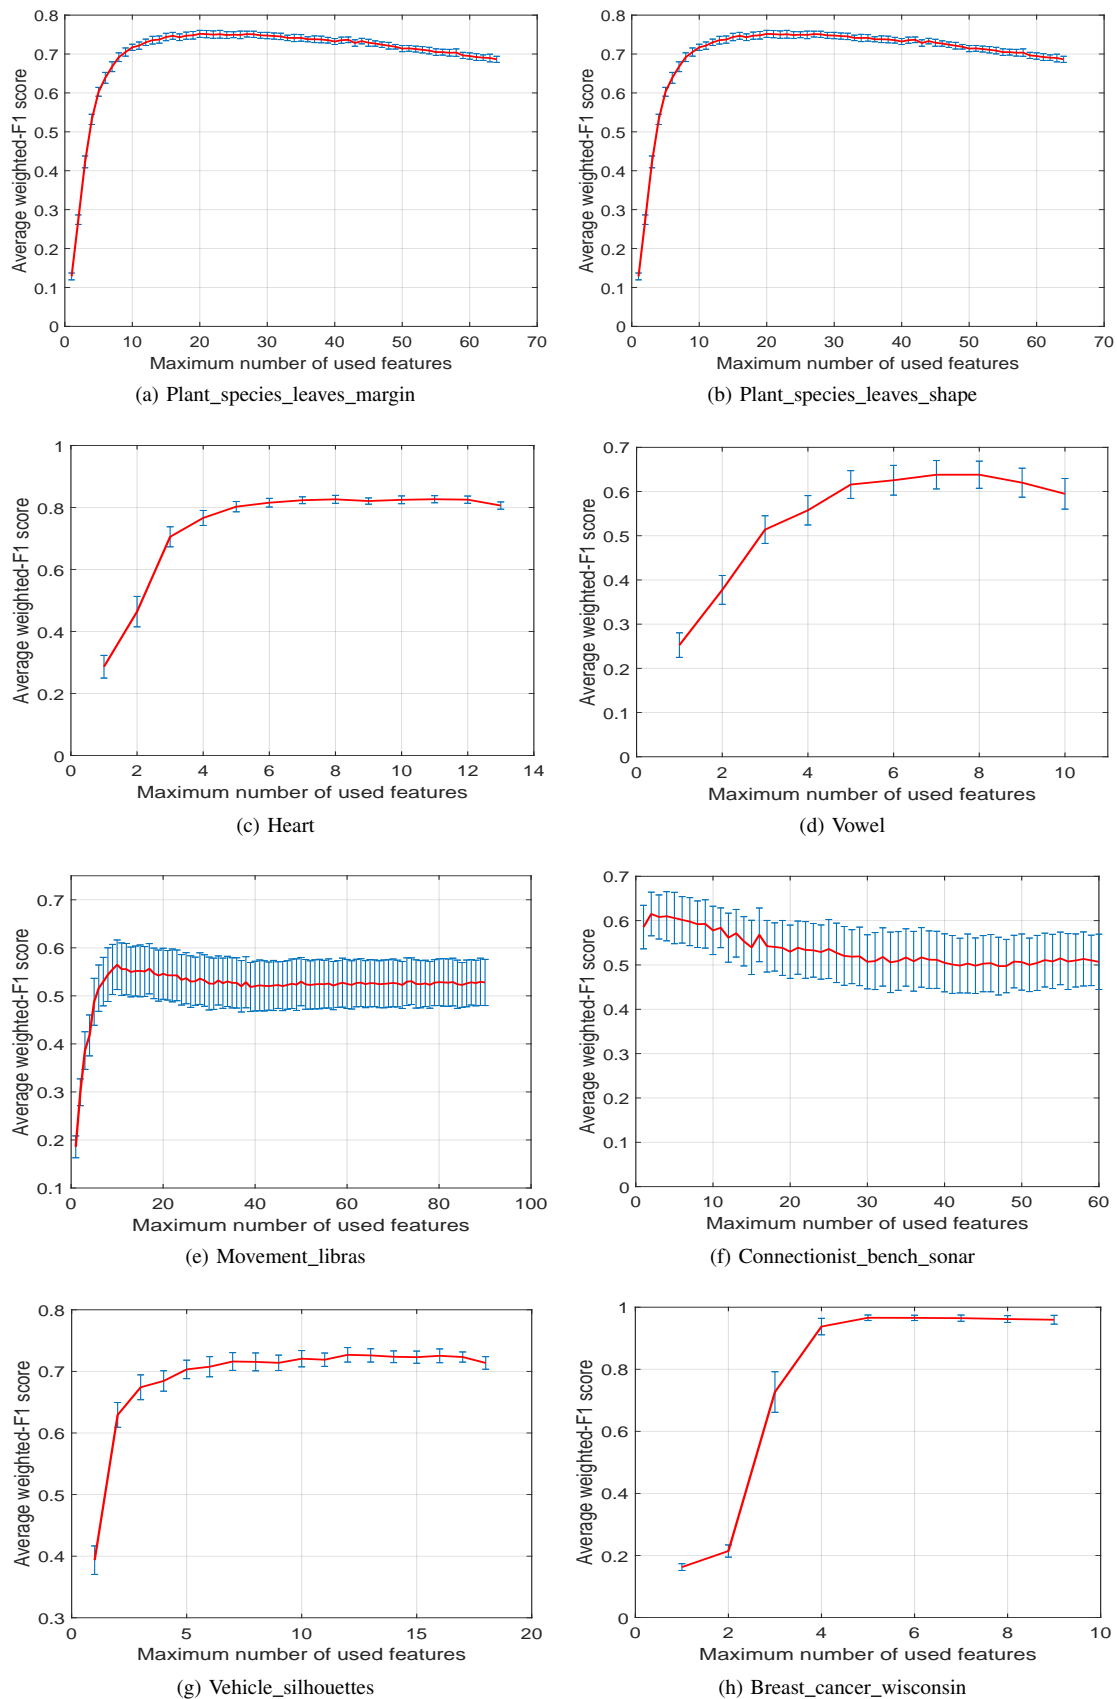 0.8
0.7
0.6
0.5
0.4
0.3
0.2
0.1
0
Average weighted-F1 score
0 10 20 30 40 50 60 70
Maximum number of used features
(a) Plant_species_leaves_margin
0.8
0.7
0.6
0.5
0.4
0.3
0.2
0.1
0
Average weighted-F1 score
0 10 20 30 40 50 60 70
Maximum number of used features
(b) Plant_species_leaves_shape
1
0.8
0.6
0.4
0.2
0
Average weighted-F1 score
0 2 4 6 8 10 12 14
Maximum number of used features
(c) Heart
0.7
0.6
0.5
0.4
0.3
0.2
0.1
0
Average weighted-F1 score
0 2 4 6 8 10
Maximum number of used features
(d) Vowel
0.7
0.6
0.5
0.4
0.3
0.2
0.1
Average weighted-F1 score
0 20 40 60 80 100
Maximum number of used features
(e) Movement_libras
0.7
0.6
0.5
0.4
0.3
0.2
0.1
0
Average weighted-F1 score
0 10 20 30 40 50 60
Maximum number of used features
(f) Connectionist_bench_sonar
0.8
0.7
0.6
0.5
0.4
0.3
Average weighted-F1 score
0 5 10 15 20
Maximum number of used features
(g) Vehicle_silhouettes
1
0.8
0.6
0.4
0.2
0
Average weighted-F1 score
0 2 4 6 8 10
Maximum number of used features
(h) Breast_cancer_wisconsin